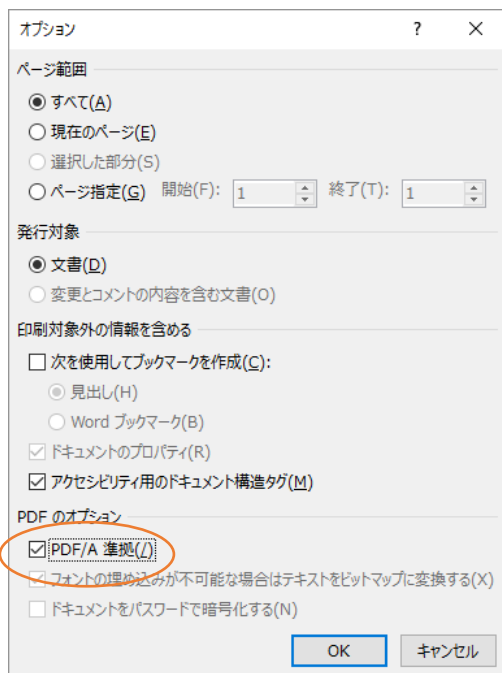 オプション ? ×
ページ範囲
すべて(A)
現在のページ(E)
選択した部分(S)
ページ指定(G) 開始(F): 1 終了(T): 1
発行対象
文書(D)
変更とコメントの内容を含む文書(O)
印刷対象外の情報を含める
次を使用してブックマークを作成(C):
見出し(H)
Word ブックマーク(B)
ドキュメントのプロパティ(R)
アクセシビリティ用のドキュメント構造タグ(M)
PDF のオプション
PDF/A 準拠(/)
フォントの埋め込みが不可能な場合はテキストをビットマップに変換する(X)
ドキュメントをパスワードで暗号化する(N)
OK キャンセル